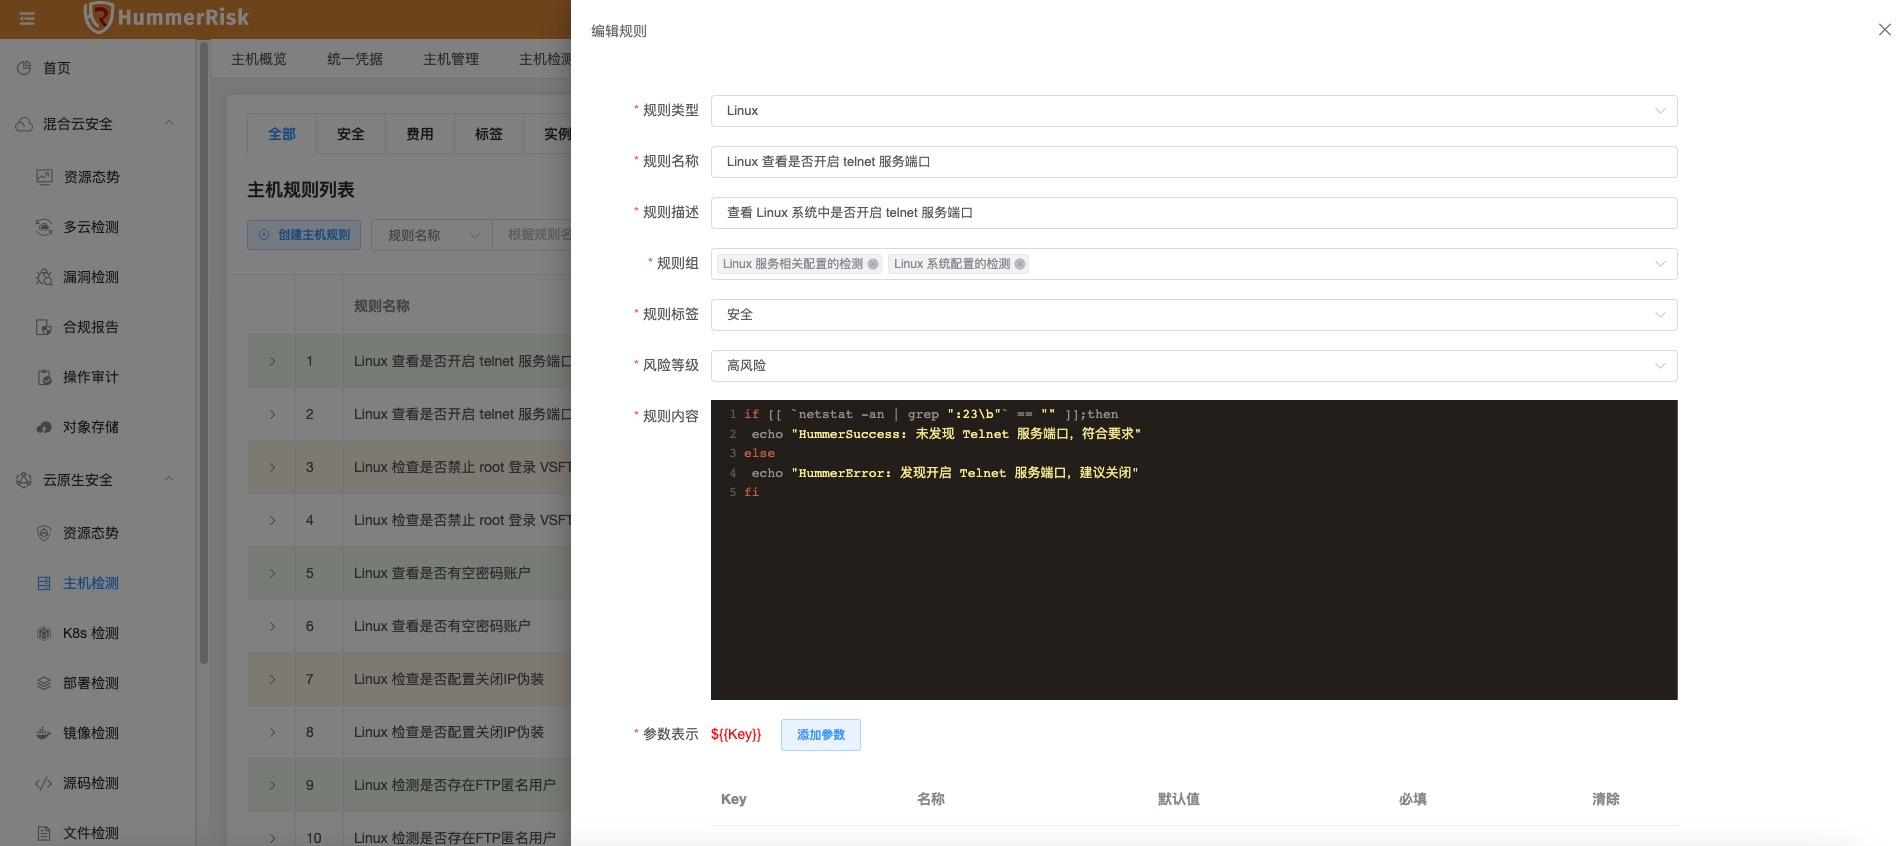 HummerRisk
首页
混合云安全
资源态势
多云检测
漏洞检测
合规报告
操作审计
对象存储
云原生安全
资源态势
主机检测
K8s 检测
部署检测
镜像检测
源码检测
文件检测
主机概览 统一凭据 主机管理 主机检测
全部 安全 费用 标签 实例
主机规则列表
创建主机规则 规则名称 根据规则名
规则名称
1 Linux 查看是否开启 telnet 服务端口
2 Linux 查看是否开启 telnet 服务端口
3 Linux 检查是否禁止 root 登录 VSFT
4 Linux 检查是否禁止 root 登录 VSFT
5 Linux 查看是否有空密码账户
6 Linux 查看是否有空密码账户
7 Linux 检查是否配置关闭IP伪装
8 Linux 检查是否配置关闭IP伪装
9 Linux 检测是否存在FTP匿名用户
10 Linux 检测是否存在FTP匿名用户
编辑规则
* 规则类型 Linux
* 规则名称 Linux 查看是否开启 telnet 服务端口
* 规则描述 查看 Linux 系统中是否开启 telnet 服务端口
* 规则组 Linux 服务相关配置的检测 Linux 系统配置的检测
* 规则标签 安全
* 风险等级 高风险
* 规则内容
1 if [[ `netstat -an | grep ":23\b"` == "" ]];then
2 echo "HummerSuccess: 未发现 Telnet 服务端口，符合要求"
3 else
4 echo "HummerError: 发现开启 Telnet 服务端口，建议关闭"
5 fi
* 参数表示 ${{Key}} 添加参数
Key 名称 默认值 必填 清除